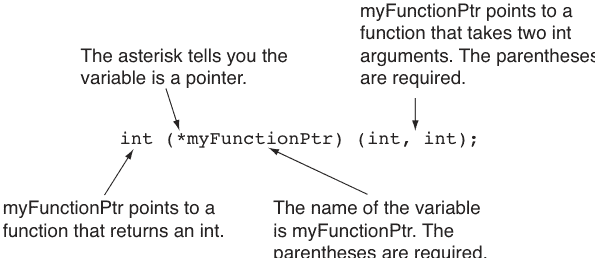 myFunctionPtr points to a
function that takes two int
arguments. The parentheses
are required.
The asterisk tells you the
variable is a pointer.
int (*myFunctionPtr) (int, int);
myFunctionPtr points to a
function that returns an int.
The name of the variable
is myFunctionPtr. The
parentheses are required.